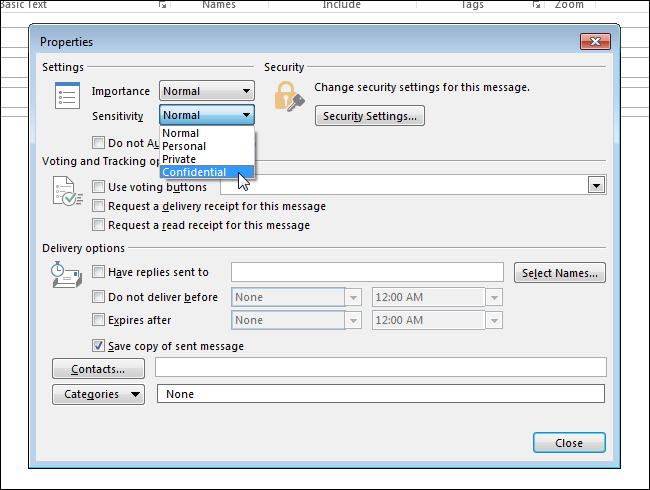 Basic Text Names Include Tags Zoom
Properties
Settings Security
Importance Normal Change security settings for this message.
Sensitivity Normal Security Settings...
Normal
Do not Au
Personal
Private
Voting and Tracking op
Confidential
Use voting buttons
Request a delivery receipt for this message
Request a read receipt for this message
Delivery options
Have replies sent to Select Names...
Do not deliver before None 12:00 AM
Expires after None 12:00 AM
Save copy of sent message
Contacts...
Categories None
Close